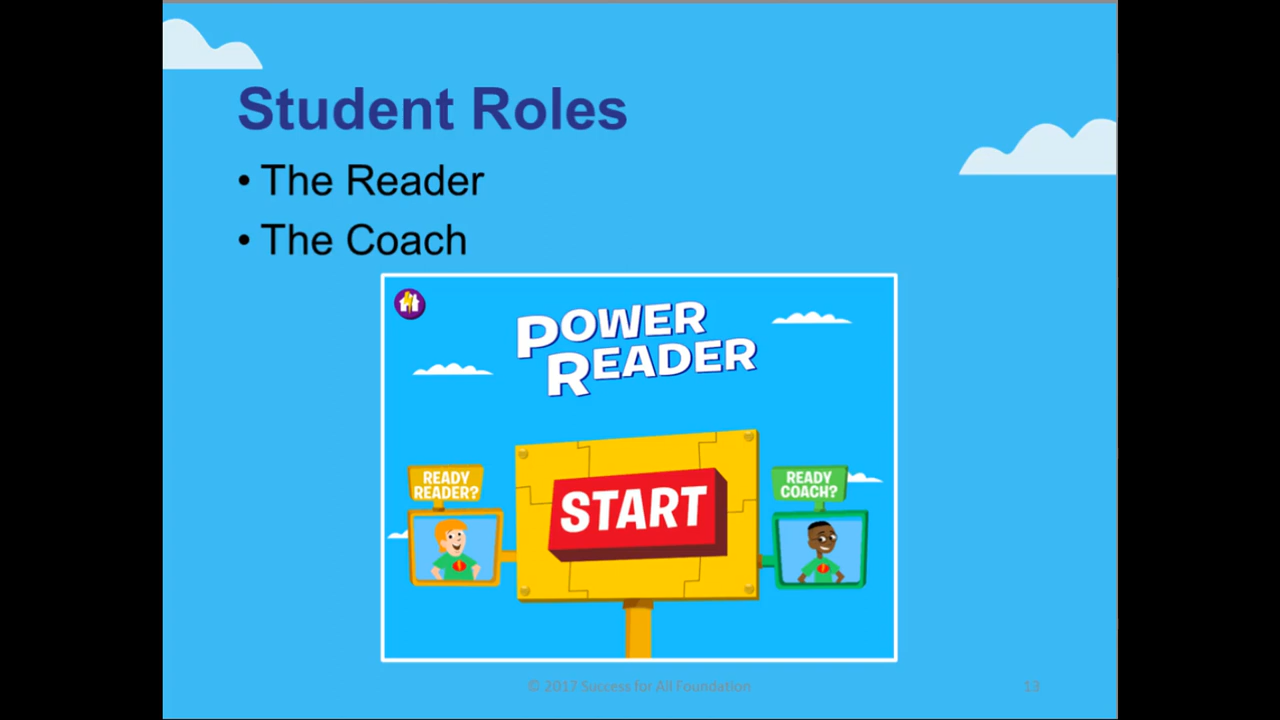 Student Roles
• The Reader
• The Coach
POWER
READER
READY
READER?
START
READY
COACH?
© 2017 Success for All Foundation
13